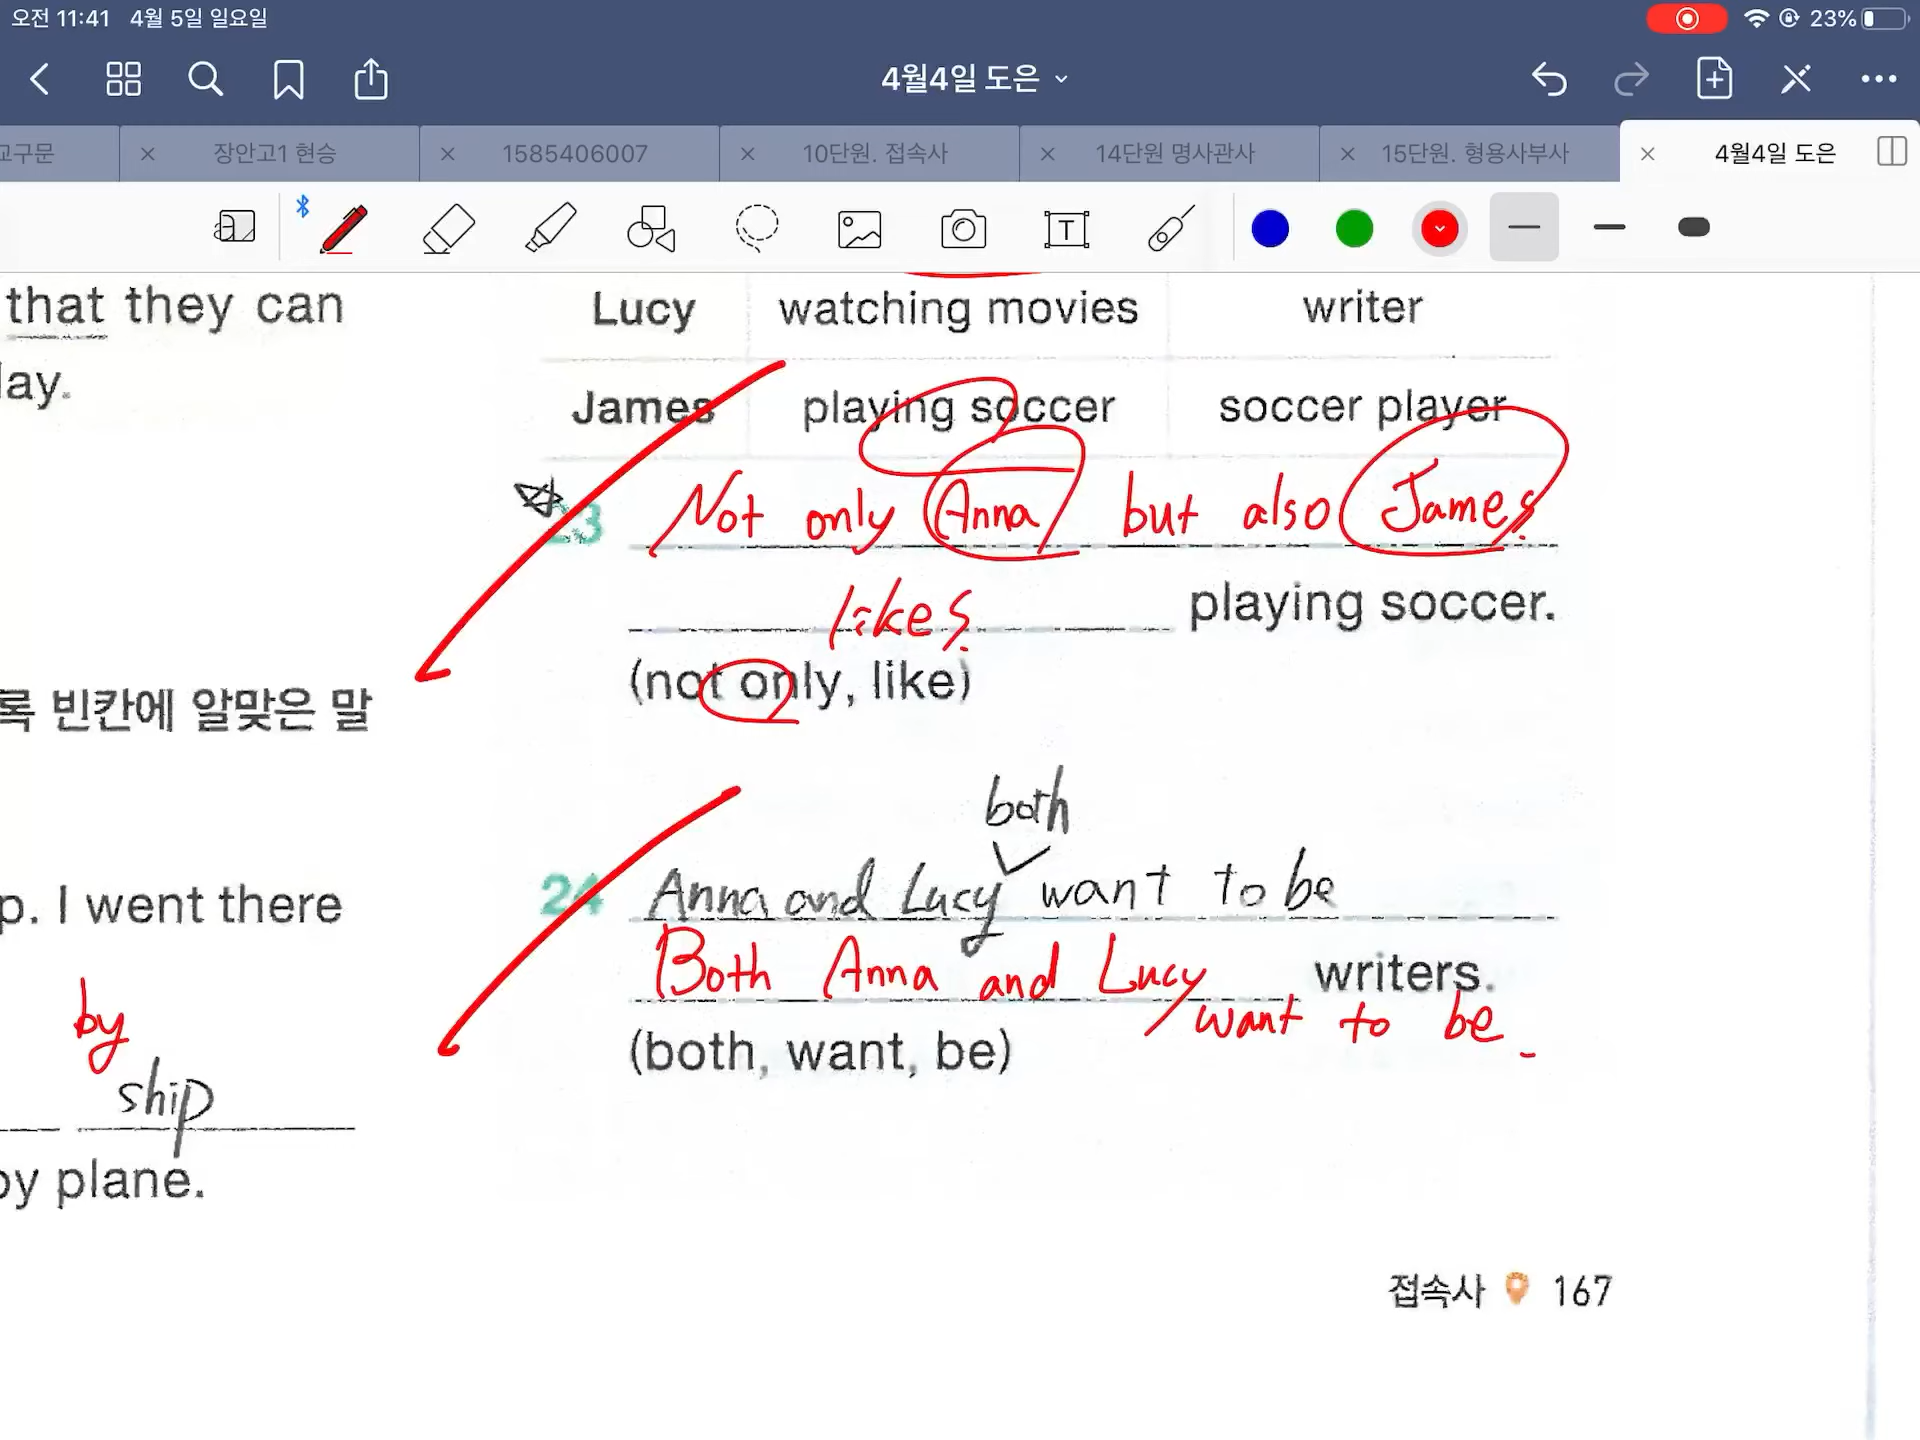 오전 11:41 4월 5일 일요일 23%
4월4일 도은
교구문 장안고1 현승 1585406007 10단원. 접속사 14단원 명사관사 15단원. 형용사부사 4월4일 도은
that they can
lay.
록 빈칸에 알맞은 말
p. I went there
by
ship
by plane.
Lucy watching movies writer
James playing soccer soccer player
23 Not only Anna but also James
likes playing soccer.
(not only, like)
both
24 Anna and Lucy want to be
Both Anna and Lucy writers.
want to be
(both, want, be)
접속사 167